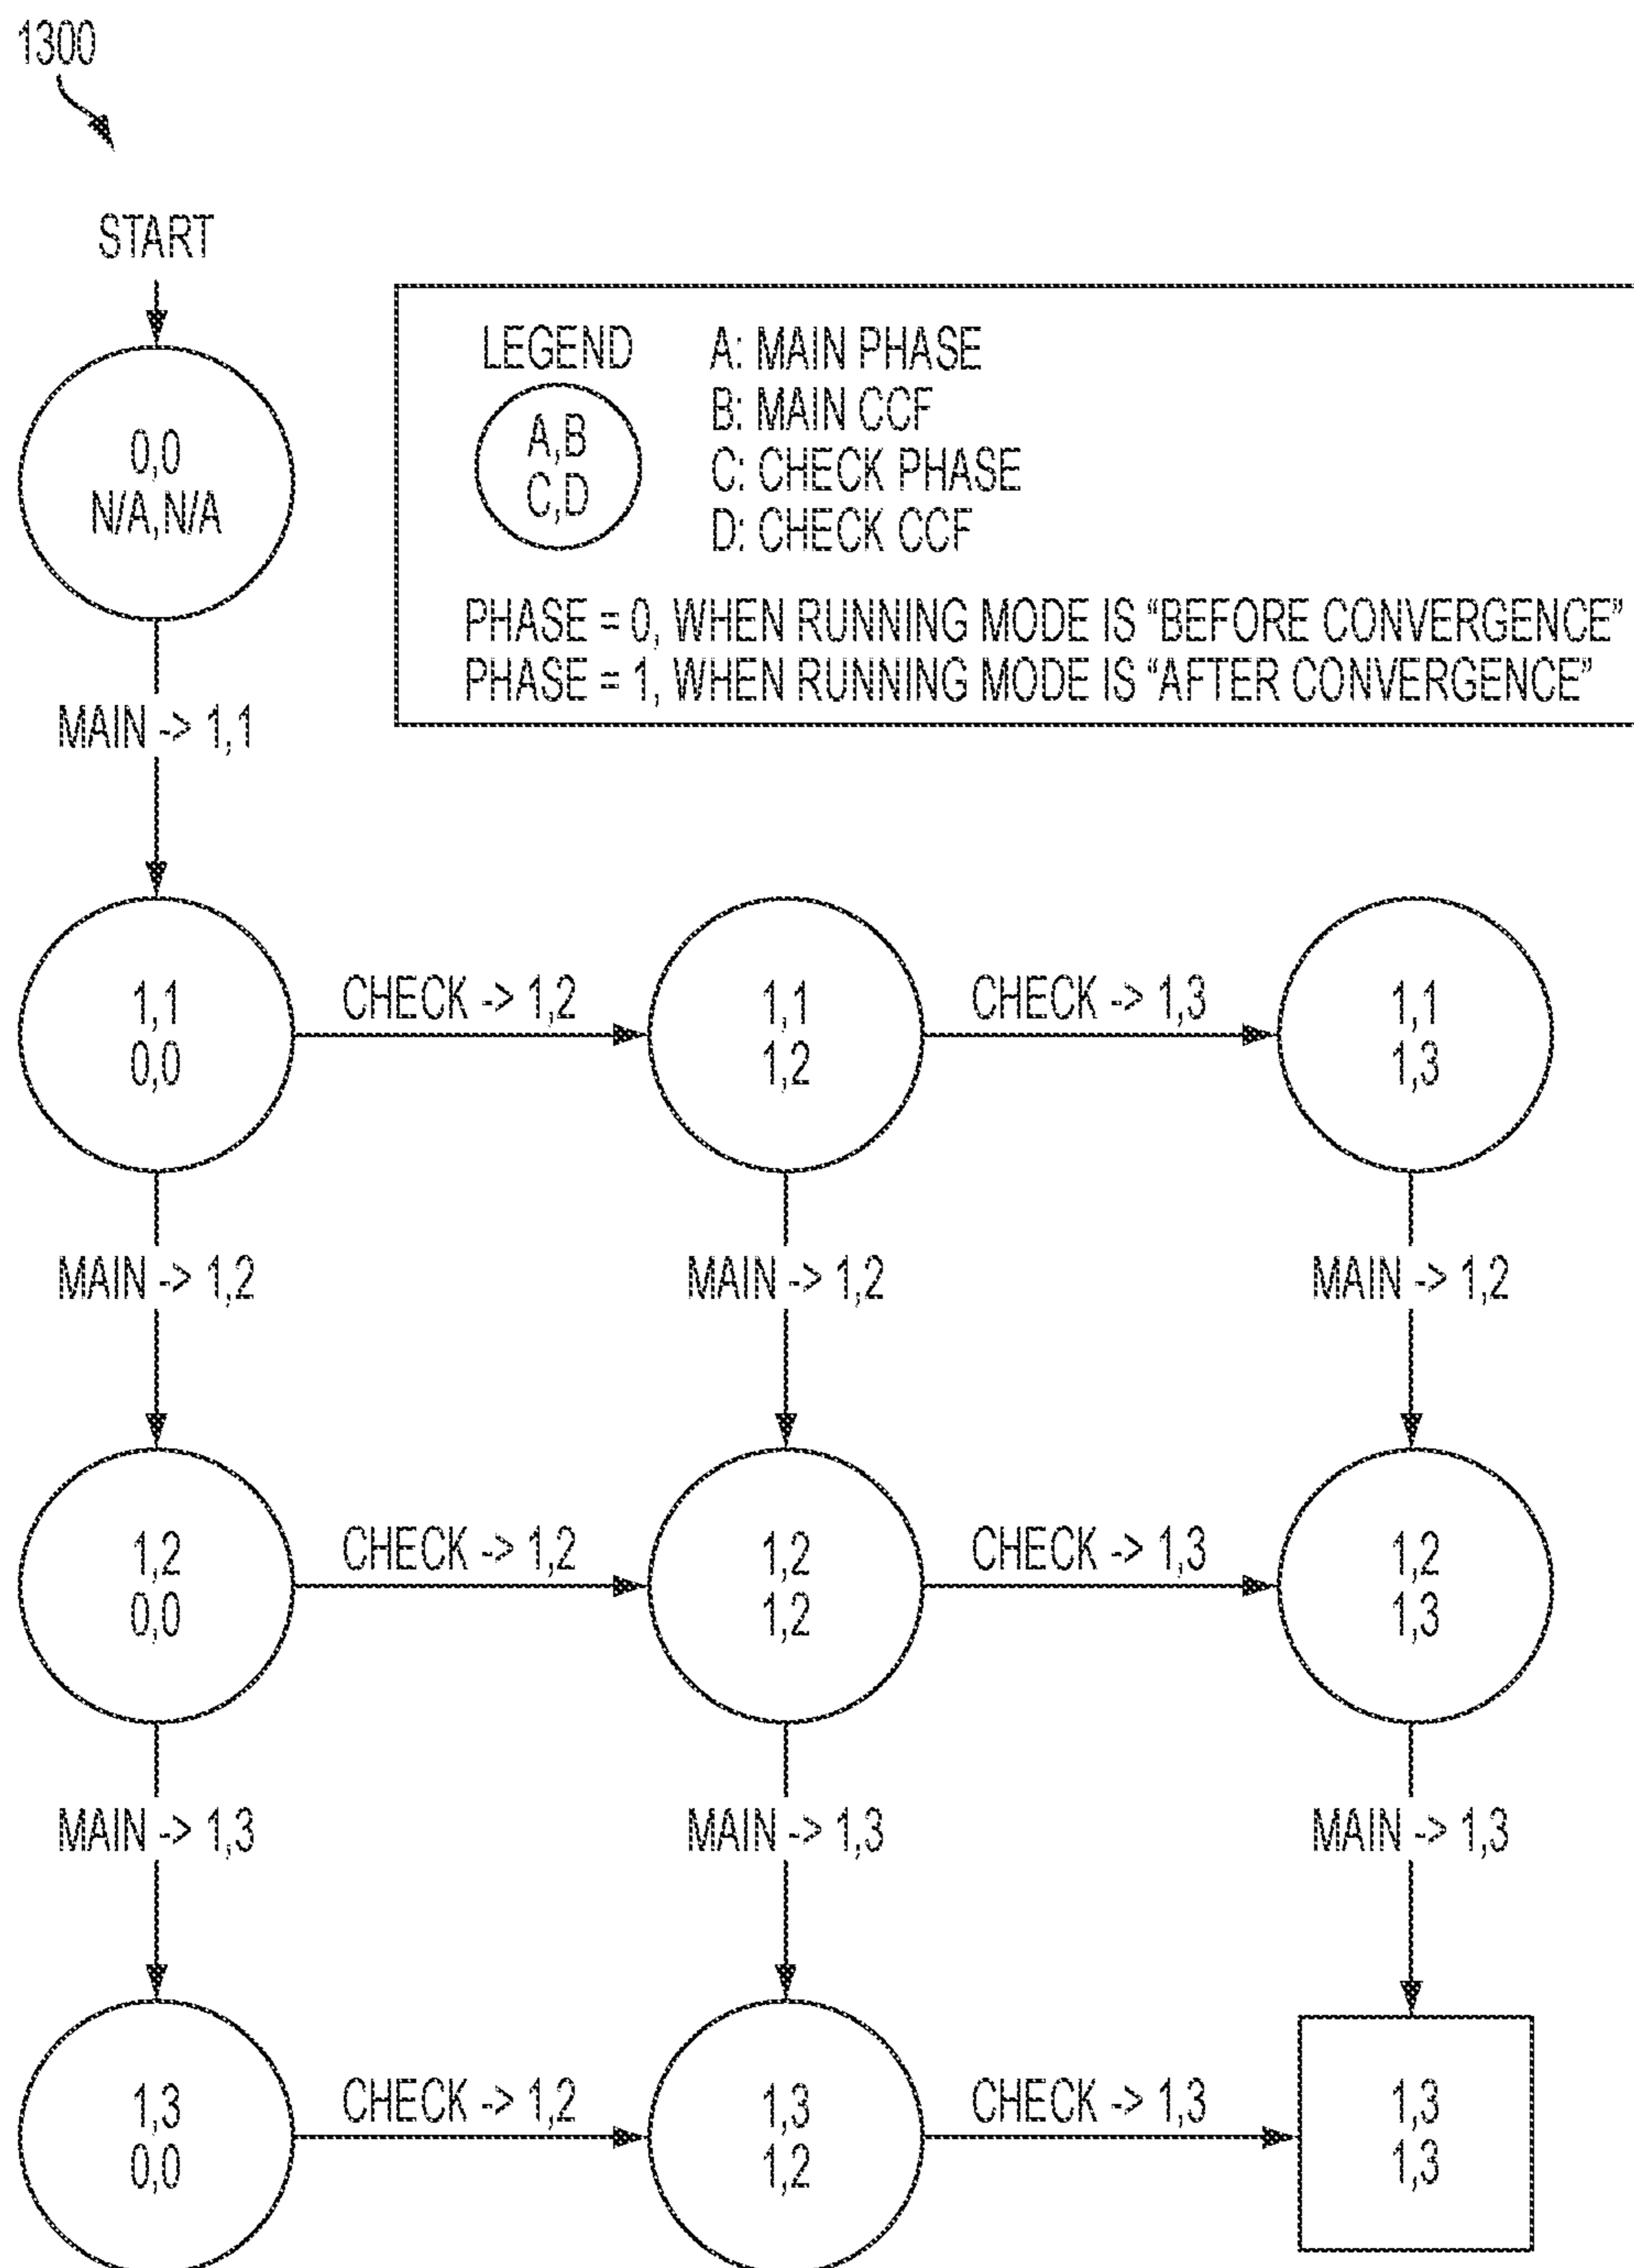 1300
START
0,0
N/A,N/A
LEGEND
A,B
C,D
A: MAIN PHASE
B: MAIN CCF
C: CHECK PHASE
D: CHECK CCF
PHASE = 0, WHEN RUNNING MODE IS “BEFORE CONVERGENCE”
PHASE = 1, WHEN RUNNING MODE IS “AFTER CONVERGENCE”
MAIN -> 1,1
1,1
0,0
CHECK -> 1,2
1,1
1,2
CHECK -> 1,3
1,1
1,3
MAIN -> 1,2
MAIN -> 1,2
MAIN -> 1,2
1,2
0,0
CHECK -> 1,2
1,2
1,2
CHECK -> 1,3
1,2
1,3
MAIN -> 1,3
MAIN -> 1,3
MAIN -> 1,3
1,3
0,0
CHECK -> 1,2
1,3
1,2
CHECK -> 1,3
1,3
1,3